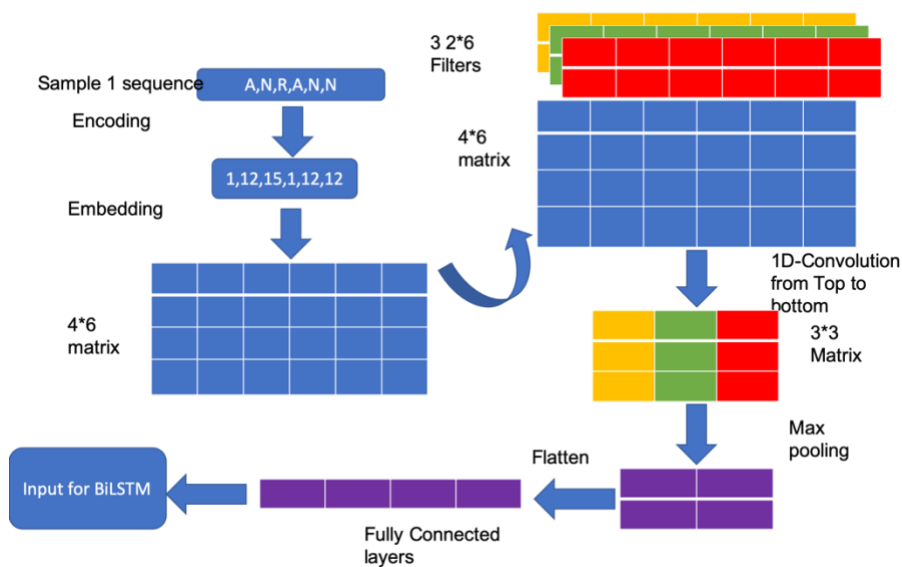 Sample 1 sequence
A,N,R,A,N,N
Encoding
1,12,15,1,12,12
Embedding
4*6
matrix
3 2*6
Filters
4*6
matrix
1D-Convolution
from Top to
bottom
3*3
Matrix
Max
pooling
Flatten
Fully Connected
layers
Input for BiLSTM